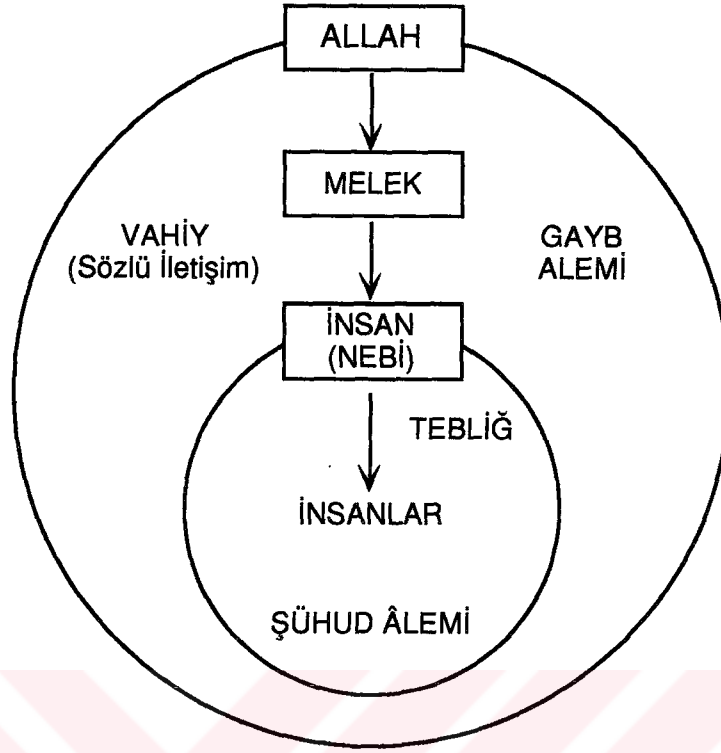 ALLAH
MELEK
VAHİY
(Sözlü İletişim)
GAYB
ALEMİ
İNSAN
(NEBİ)
TEBLİĞ
İNSANLAR
ŞÜHUD ÂLEMİ